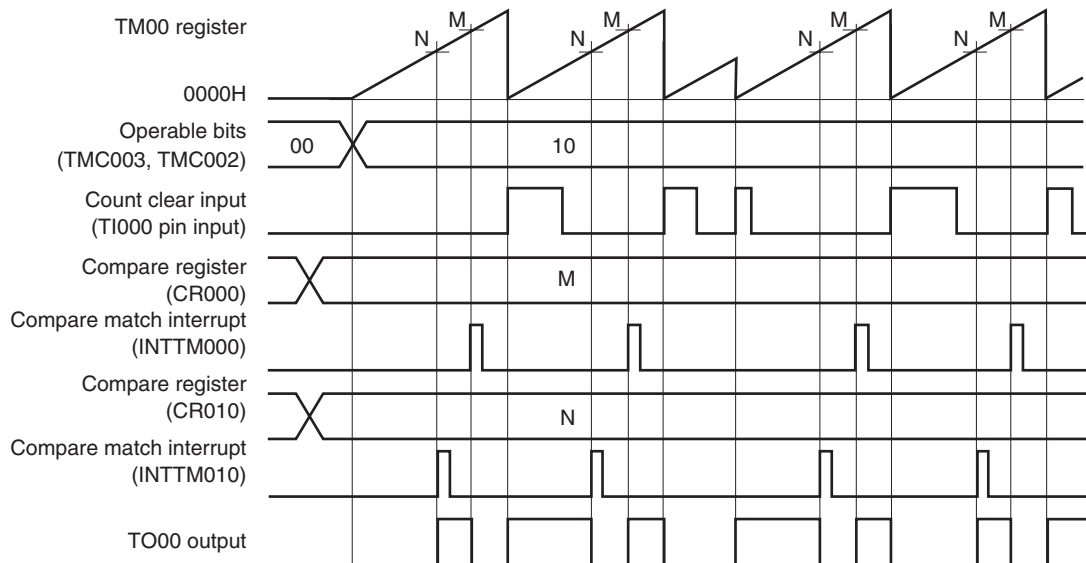 M
M
M
M
TM00 register
N
N
N
N
0000H
Operable bits
(TMC003, TMC002)
00
10
Count clear input
(TI000 pin input)
Compare register
(CR000)
M
Compare match interrupt
(INTTM000)
Compare register
(CR010)
N
Compare match interrupt
(INTTM010)
TO00 output